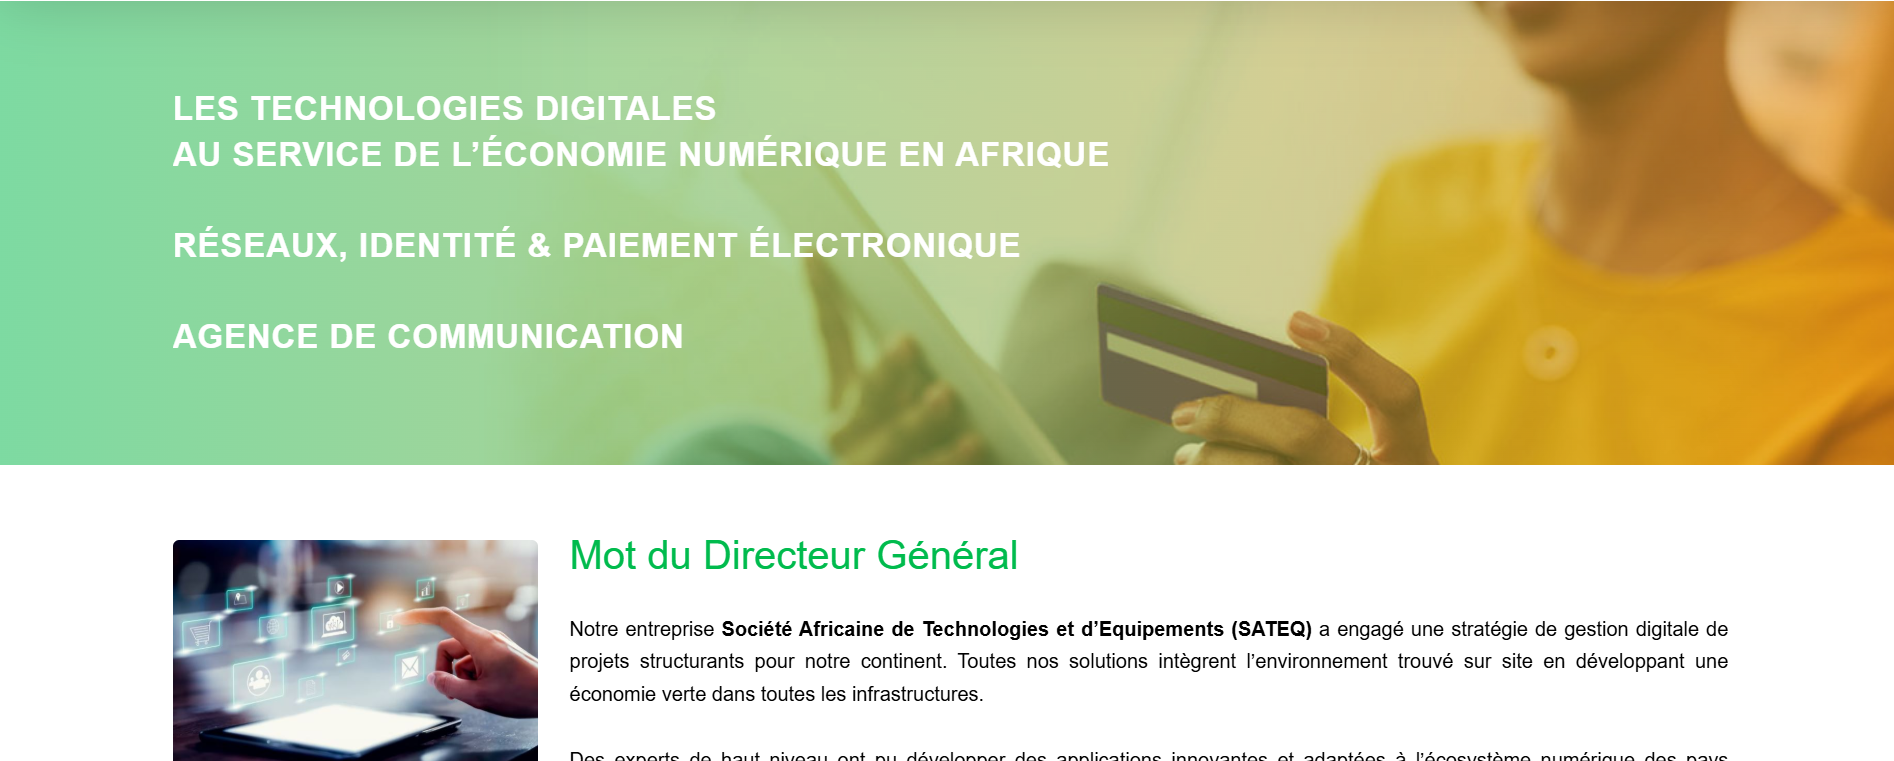 LES TECHNOLOGIES DIGITALES
AU SERVICE DE L’ÉCONOMIE NUMÉRIQUE EN AFRIQUE
RÉSEAUX, IDENTITÉ & PAIEMENT ÉLECTRONIQUE
AGENCE DE COMMUNICATION
Mot du Directeur Général
Notre entreprise Société Africaine de Technologies et d’Equipements (SATEQ) a engagé une stratégie de gestion digitale de
projets structurants pour notre continent. Toutes nos solutions intègrent l’environnement trouvé sur site en développant une
économie verte dans toutes les infrastructures.
Des experts de haut niveau ont pu développer des applications innovantes et adaptées à l’écosystème numérique des pays